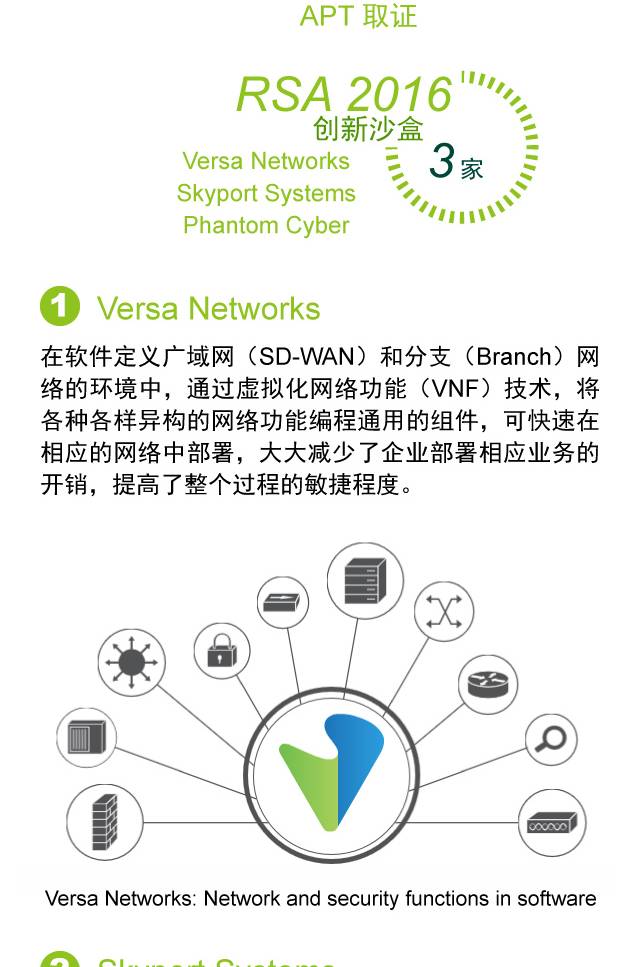 APT 取证
RSA 2016
创新沙盒
3家
Versa Networks
Skyport Systems
Phantom Cyber
1 Versa Networks
在软件定义广域网（SD-WAN）和分支（Branch）网
络的环境中，通过虚拟化网络功能（VNF）技术，将
各种各样异构的网络功能编程通用的组件，可快速在
相应的网络中部署，大大减少了企业部署相应业务的
开销，提高了整个过程的敏捷程度。
Versa Networks: Network and security functions in software
2 Skyport Systems